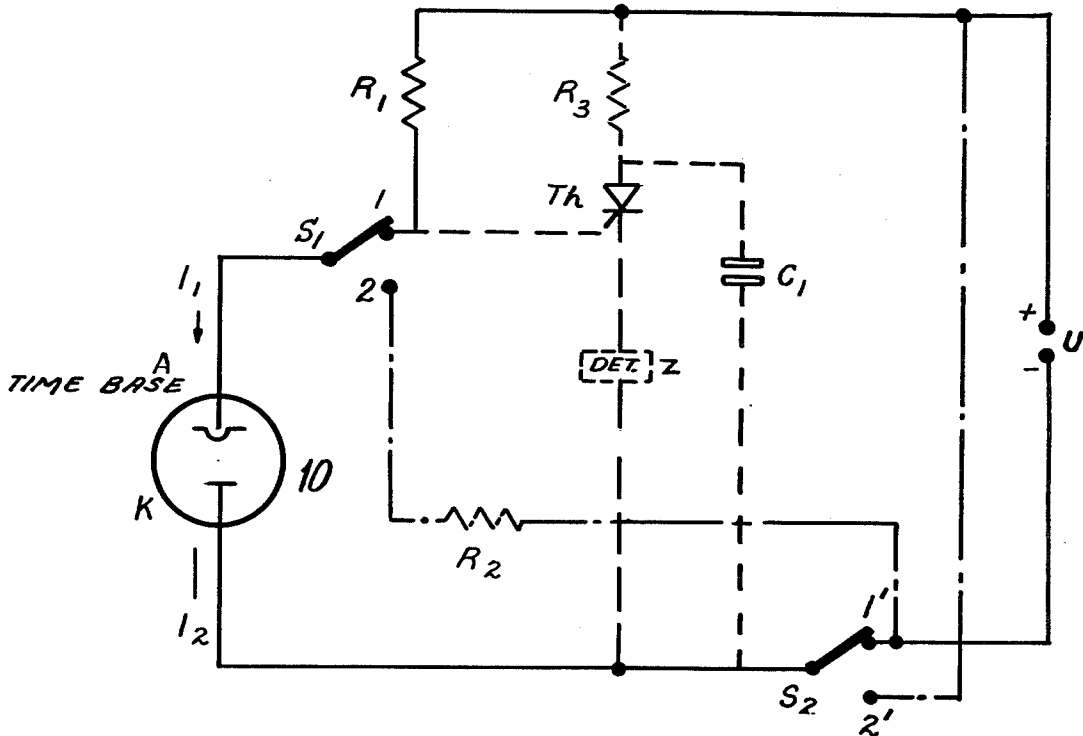 R1
R3
Th
1
S1
2
C1
I1
+
U
-
A
TIME BASE
DET. Z
10
K
R2
I2
1'
S2
2'